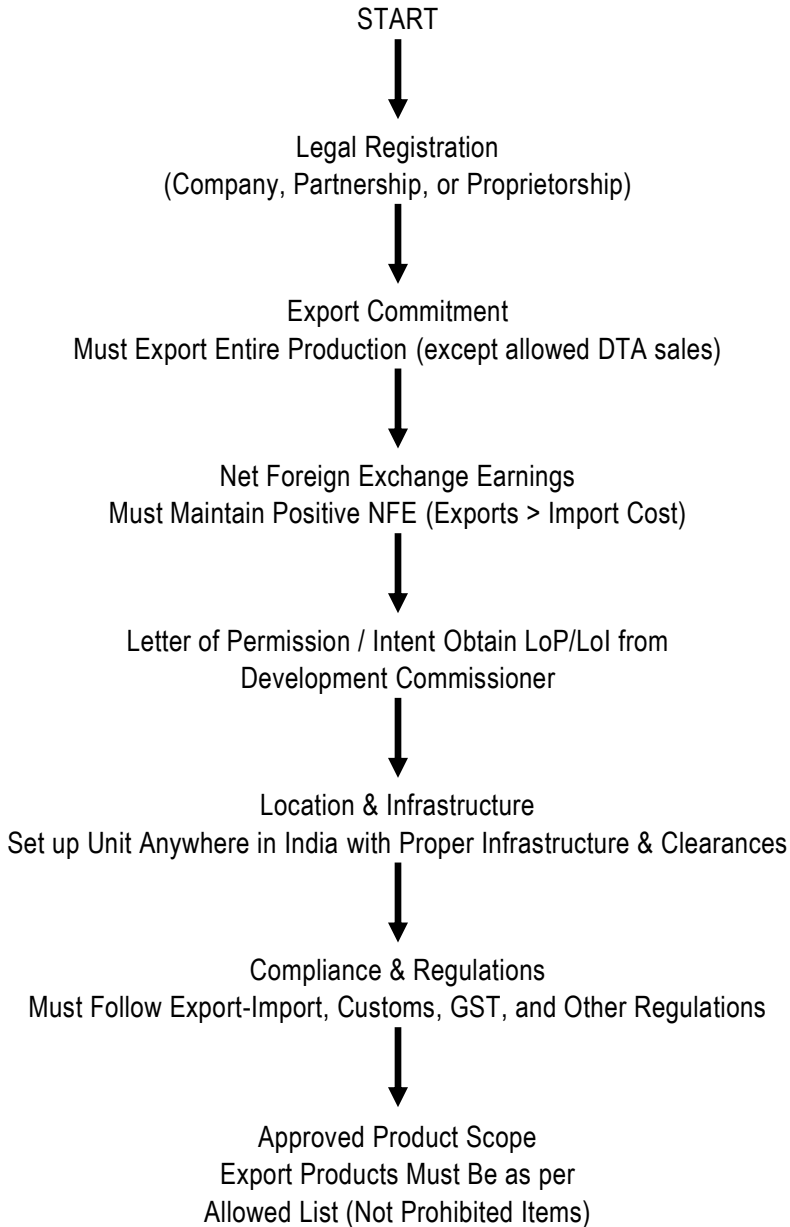 START
Legal Registration
(Company, Partnership, or Proprietorship)
Export Commitment
Must Export Entire Production (except allowed DTA sales)
Net Foreign Exchange Earnings
Must Maintain Positive NFE (Exports > Import Cost)
Letter of Permission / Intent Obtain LoP/LoI from
Development Commissioner
Location & Infrastructure
Set up Unit Anywhere in India with Proper Infrastructure & Clearances
Compliance & Regulations
Must Follow Export-Import, Customs, GST, and Other Regulations
Approved Product Scope
Export Products Must Be as per
Allowed List (Not Prohibited Items)